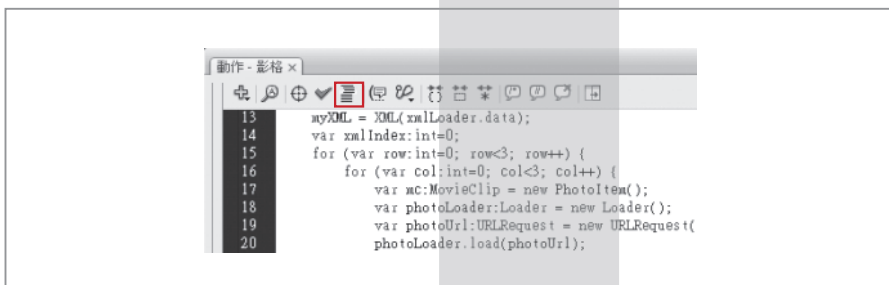 動作 - 影格 ×
13 myXML = XML(xmlLoader.data);
14 var xmlIndex:int=0;
15 for (var row:int=0; row<3; row++) {
16 for (var col:int=0; col<3; col++) {
17 var mc:MovieClip = new PhotoItem();
18 var photoLoader:Loader = new Loader();
19 var photoUrl:URLRequest = new URLRequest(
20 photoLoader.load(photoUrl);